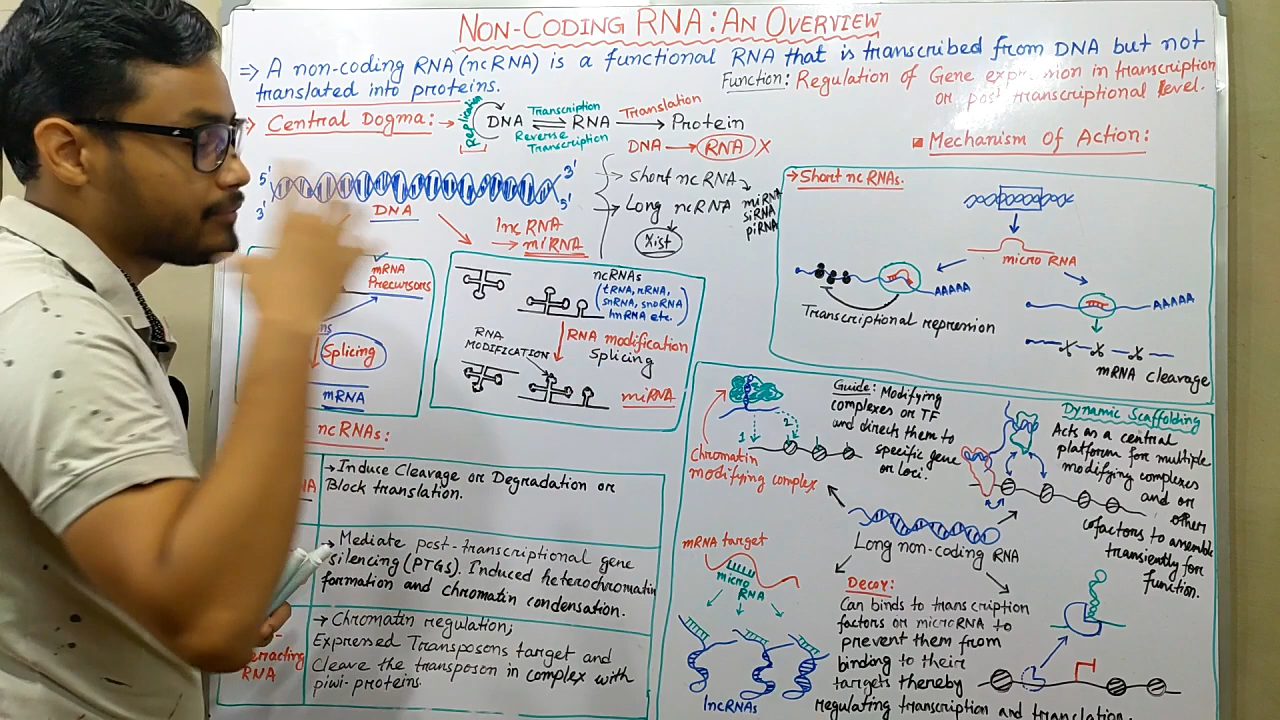 NON-CODING RNA: AN OVERVIEW
=> A non-coding RNA (ncRNA) is a functional RNA that is transcribed from DNA but not
translated into proteins.
Function: Regulation of Gene expression in transcription
or post transcriptional level.
Central Dogma:
Replication
DNA
Transcription
Reverse
Transcription
RNA
Translation
Protein
DNA → RNA X
5'
3'
3'
5'
DNA
→ Short ncRNA
→ Long ncRNA
miRNA
siRNA
piRNA
Xist
lnc RNA
→ miRNA
mRNA
Precursors
Splicing
mRNA
ncRNAs
(tRNA, rRNA,
snRNA, snoRNA
hnRNA etc.)
RNA
MODIFICATION
RNA modification
Splicing
miRNA
ncRNAs:
→ Induce Cleavage or Degradation or
Block translation.
→ Mediate post-transcriptional gene
silencing (PTGS). Induced heterochromatin
formation and chromatin condensation.
RNA
→ Chromatin regulation;
Expressed Transposons target and
Cleave the transposon in complex with
piwi-proteins.
Mechanism of Action:
→ Short ncRNAs.
micro RNA
AAAAA
Transcriptional repression
AAAAA
mRNA cleavage
Chromatin
modifying complex
1
2
Guide: Modifying
complexes or TF
and directs them to
specific gene
or loci.
Dynamic Scaffolding
Acts as a central
platform for multiple
modifying complexes
and or
other
cofactors to assemble
transiently for
function.
Long non-coding RNA
mRNA target
micro
RNA
lncRNAs
Decoy:
Can binds to transcription
factors or microRNA to
prevent them from
binding to their
targets thereby
regulating transcription and translation.